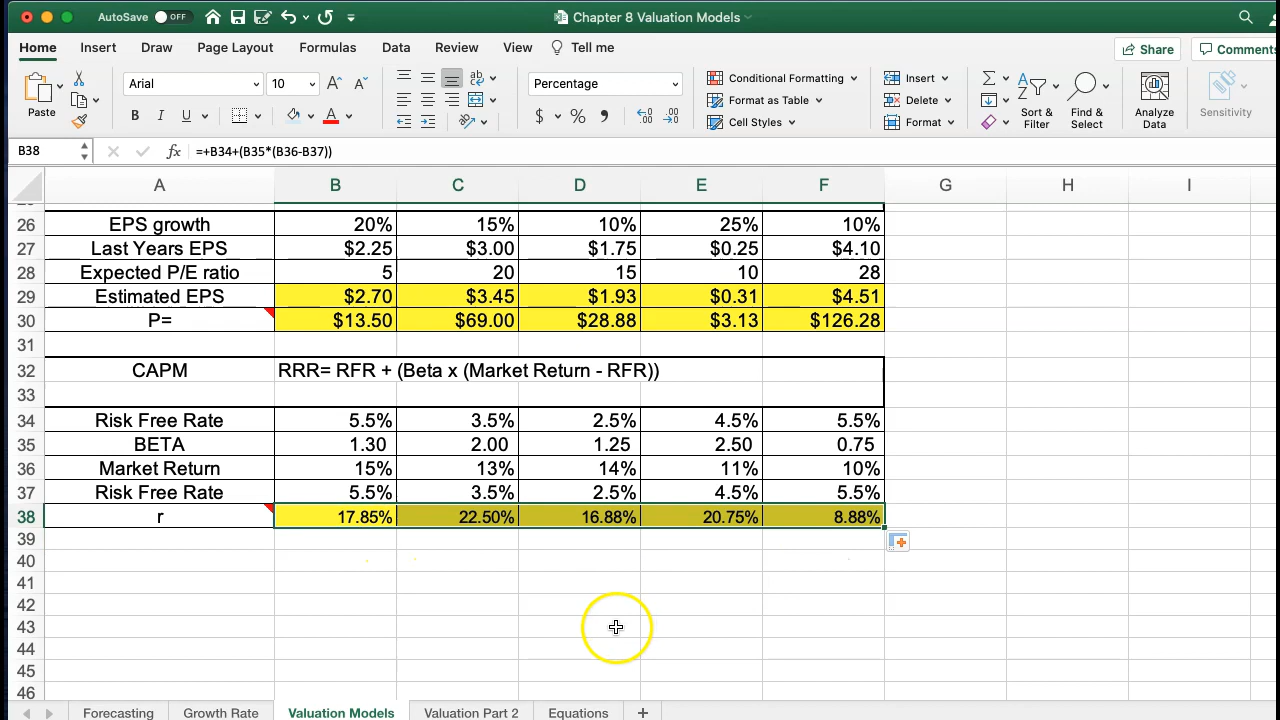 AutoSave OFF Chapter 8 Valuation Models
Home Insert Draw Page Layout Formulas Data Review View Tell me Share Comments
Paste Arial 10 A A ab Percentage Conditional Formatting Insert Σ A Z
B I U A $ % , Format as Table Delete Sort & Filter Find & Select Analyze Data Sensitivity
Cell Styles Format
B38 fx =+B34+(B35*(B36-B37))
A B C D E F G H I
26 EPS growth 20% 15% 10% 25% 10%
27 Last Years EPS $2.25 $3.00 $1.75 $0.25 $4.10
28 Expected P/E ratio 5 20 15 10 28
29 Estimated EPS $2.70 $3.45 $1.93 $0.31 $4.51
30 P= $13.50 $69.00 $28.88 $3.13 $126.28
31
32 CAPM RRR= RFR + (Beta x (Market Return - RFR))
33
34 Risk Free Rate 5.5% 3.5% 2.5% 4.5% 5.5%
35 BETA 1.30 2.00 1.25 2.50 0.75
36 Market Return 15% 13% 14% 11% 10%
37 Risk Free Rate 5.5% 3.5% 2.5% 4.5% 5.5%
38 r 17.85% 22.50% 16.88% 20.75% 8.88%
39
40
41
42
43
44
45
46
Forecasting Growth Rate Valuation Models Valuation Part 2 Equations +